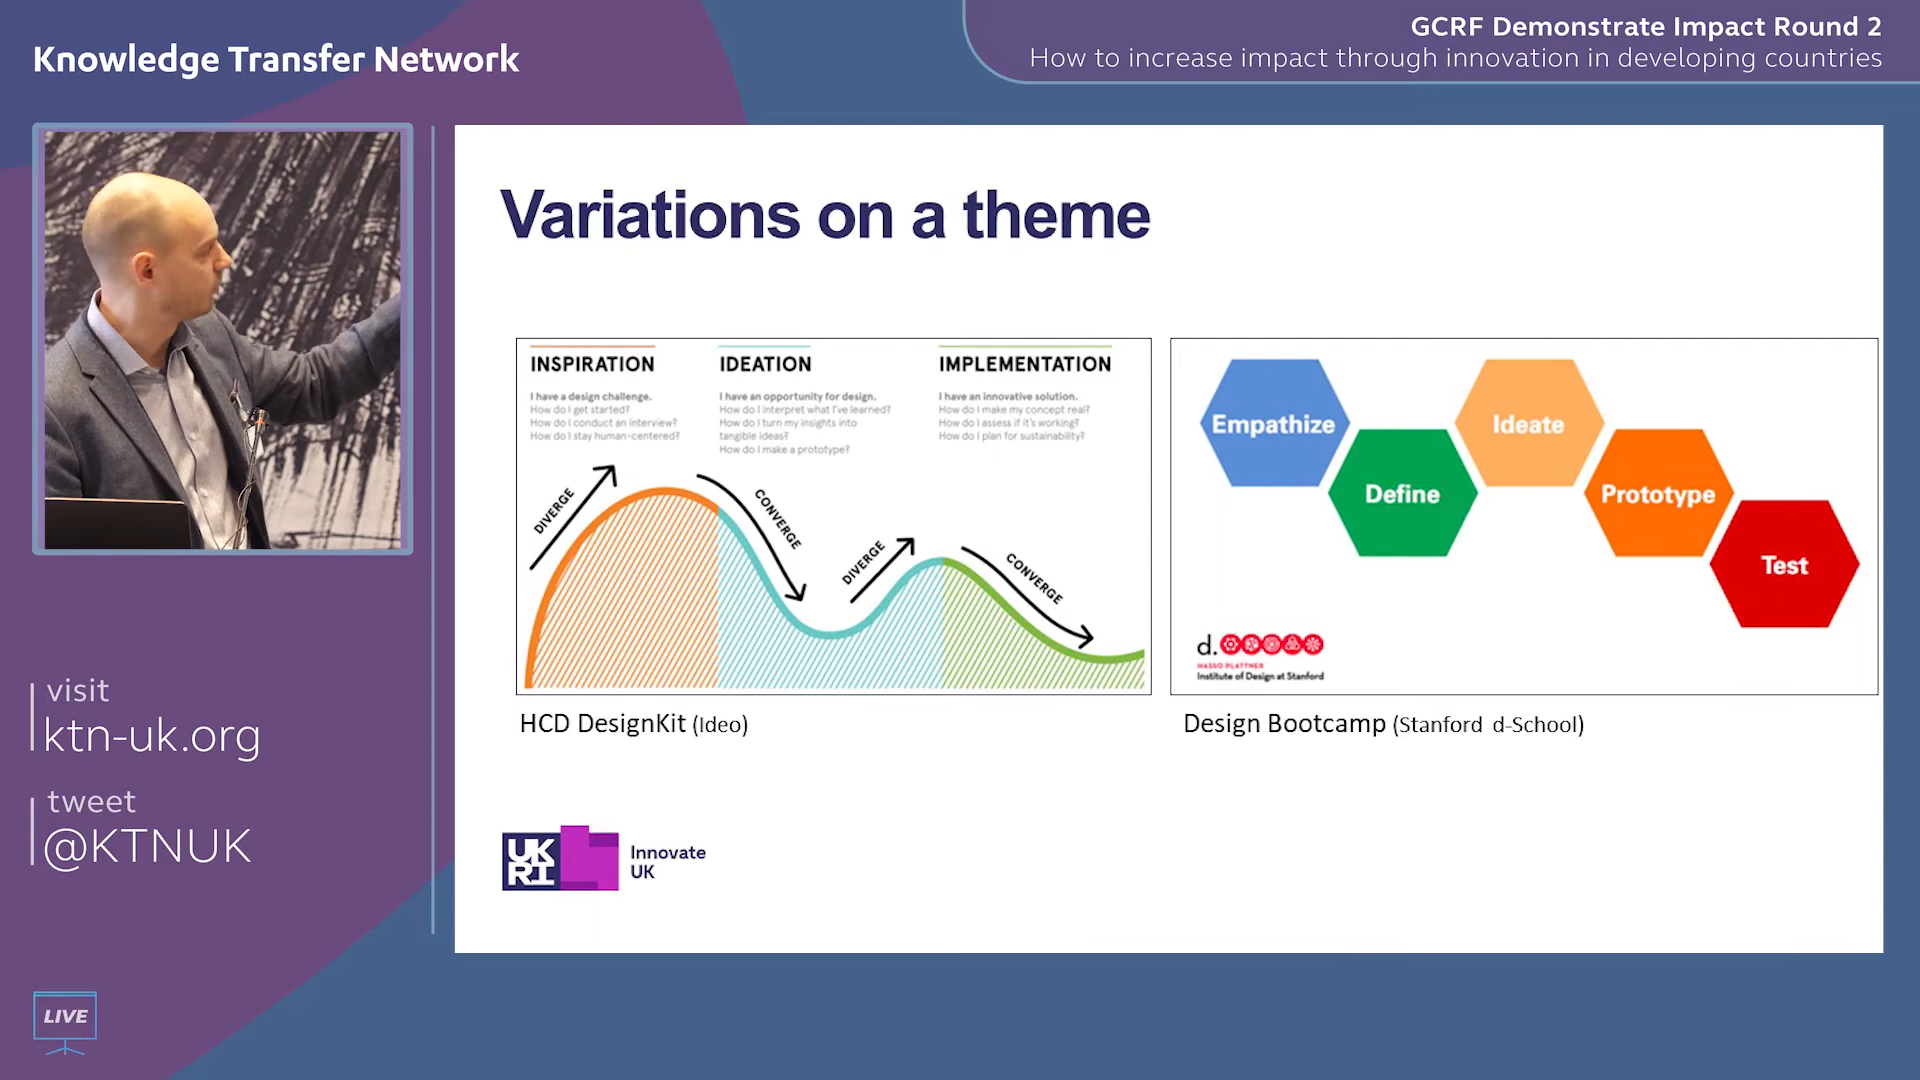 Knowledge Transfer Network
GCRF Demonstrate Impact Round 2
How to increase impact through innovation in developing countries
Variations on a theme
INSPIRATION
I have a design challenge.
How do I get started?
How do I conduct an interview?
How do I stay human-centered?
IDEATION
I have an opportunity for design.
How do I interpret what I've learned?
How do I turn my insights into
tangible ideas?
How do I make a prototype?
IMPLEMENTATION
I have an innovative solution.
How do I make my concept real?
How do I assess if it's working?
How do I plan for sustainability?
DIVERGE
CONVERGE
DIVERGE
CONVERGE
HCD DesignKit (Ideo)
Empathize
Define
Ideate
Prototype
Test
d.
HASSO PLATTNER
Institute of Design at Stanford
Design Bootcamp (Stanford d-School)
UK
RI
Innovate
UK
visit
ktn-uk.org
tweet
@KTNUK
LIVE